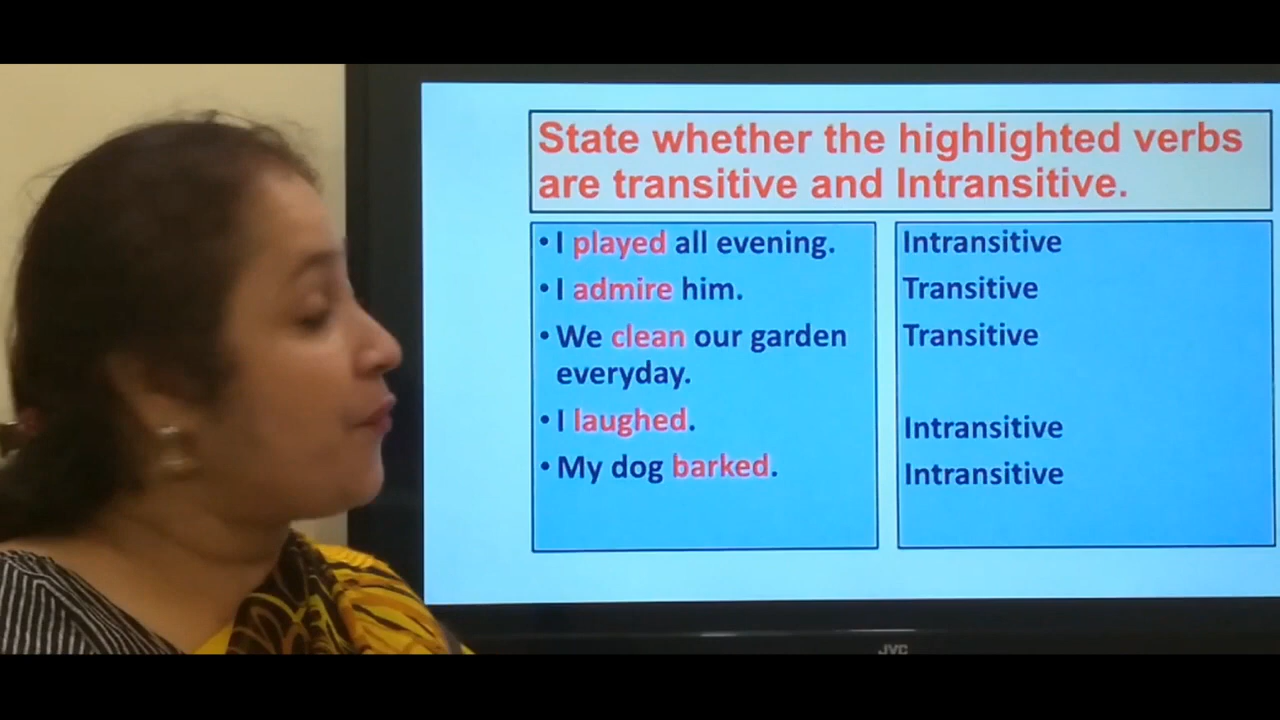 State whether the highlighted verbs
are transitive and Intransitive.
• I played all evening.
• I admire him.
• We clean our garden
everyday.
• I laughed.
• My dog barked.
Intransitive
Transitive
Transitive
Intransitive
Intransitive
JVC